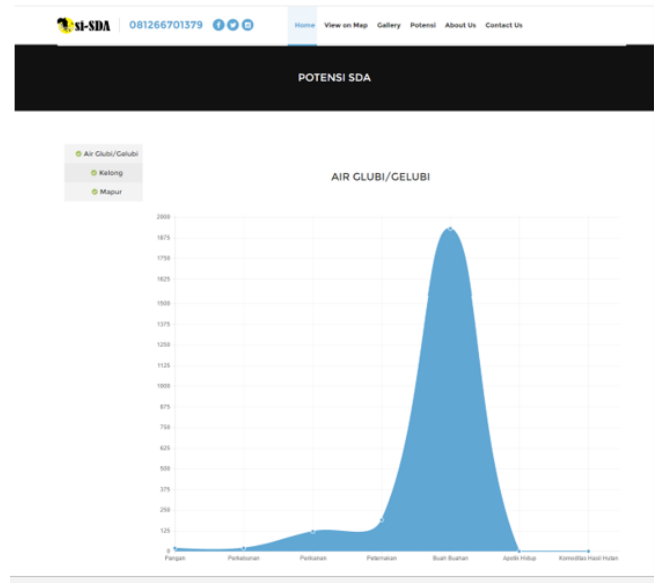 si-SDA 081266701379 Home View on Map Gallery Potensi About Us Contact Us
POTENSI SDA
Air Glubi/Gelubi
Kelong
Mapur
AIR GLUBI/GELUBI
2000
1875
1750
1625
1500
1375
1250
1125
1000
875
750
625
500
375
250
125
0
Pangan Perkebunan Perikanan Peternakan Buah Buahan Apotik Hidup Komoditas Hasil Hutan